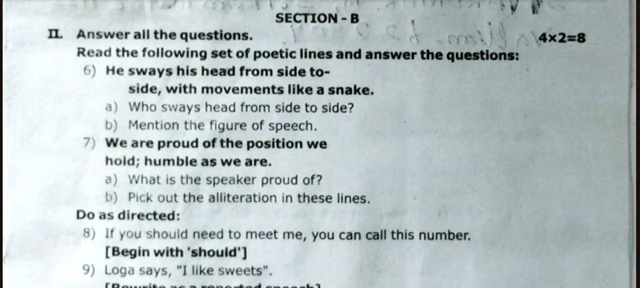 SECTION - B
II. Answer all the questions. 4×2=8
Read the following set of poetic lines and answer the questions:
6) He sways his head from side to-
side, with movements like a snake.
a) Who sways head from side to side?
b) Mention the figure of speech.
7) We are proud of the position we
hold; humble as we are.
a) What is the speaker proud of?
b) Pick out the alliteration in these lines.
Do as directed:
8) If you should need to meet me, you can call this number.
[Begin with 'should']
9) Loga says, "I like sweets".
[Rewrite as a reported speech]